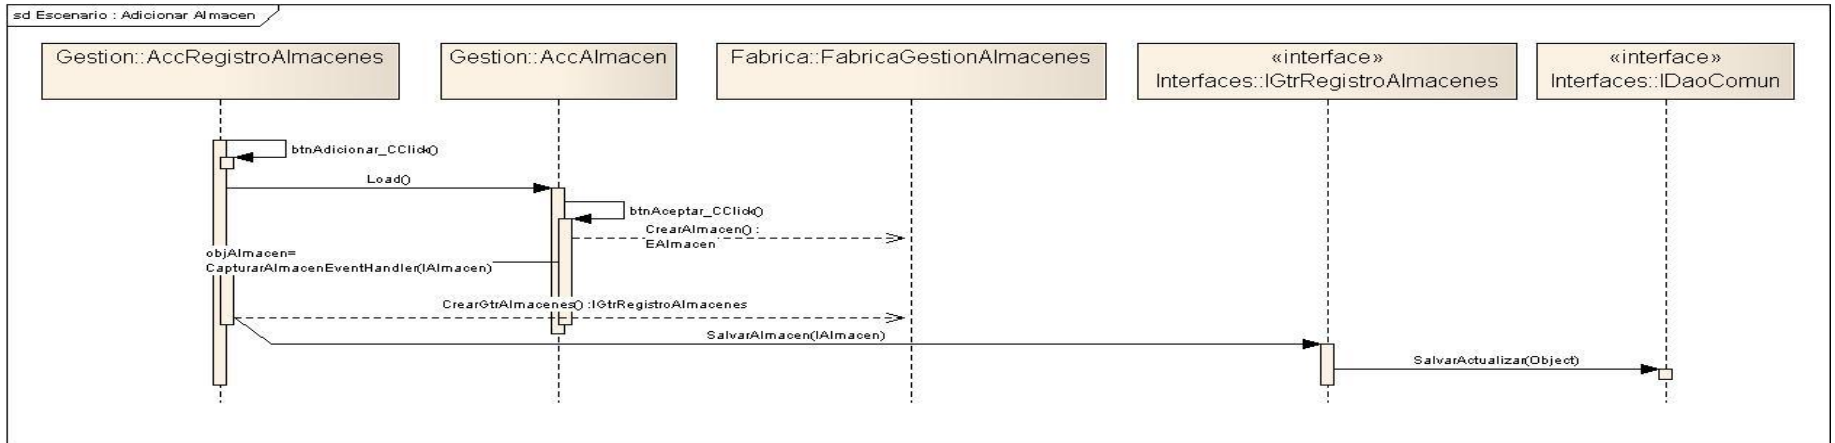 sd Escenario : Adicionar Almacen
Gestion::AccRegistroAlmacenes
Gestion::AccAlmacen
Fabrica::FabricaGestionAlmacenes
«interface»
Interfaces::IGtrRegistroAlmacenes
«interface»
Interfaces::IDaoComun
btnAdicionar_CClick()
Load()
btnAceptar_CClick()
CrearAlmacen() :
EAlmacen
objAlmacen=
CapturarAlmacenEventHandler(IAlmacen)
CrearGtrAlmacenes() :IGtrRegistroAlmacenes
SalvarAlmacen(IAlmacen)
SalvarActualizar(Object)